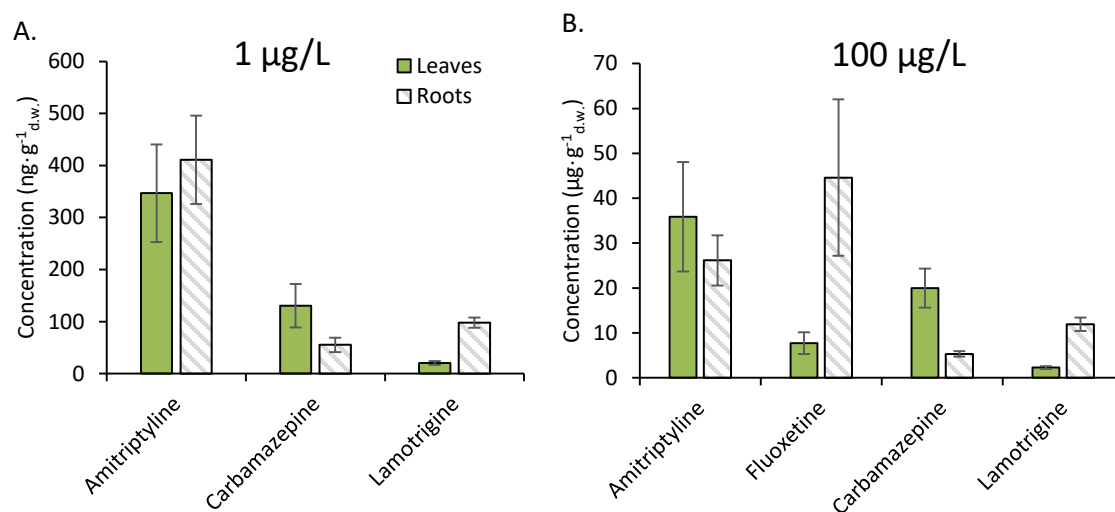 A.
1 µg/L
Concentration (ng·g⁻¹d.w.)
600
500
400
300
200
100
0
Leaves
Roots
Amitriptyline
Carbamazepine
Lamotrigine
B.
100 µg/L
Concentration (µg·g⁻¹d.w.)
70
60
50
40
30
20
10
0
Amitriptyline
Fluoxetine
Carbamazepine
Lamotrigine